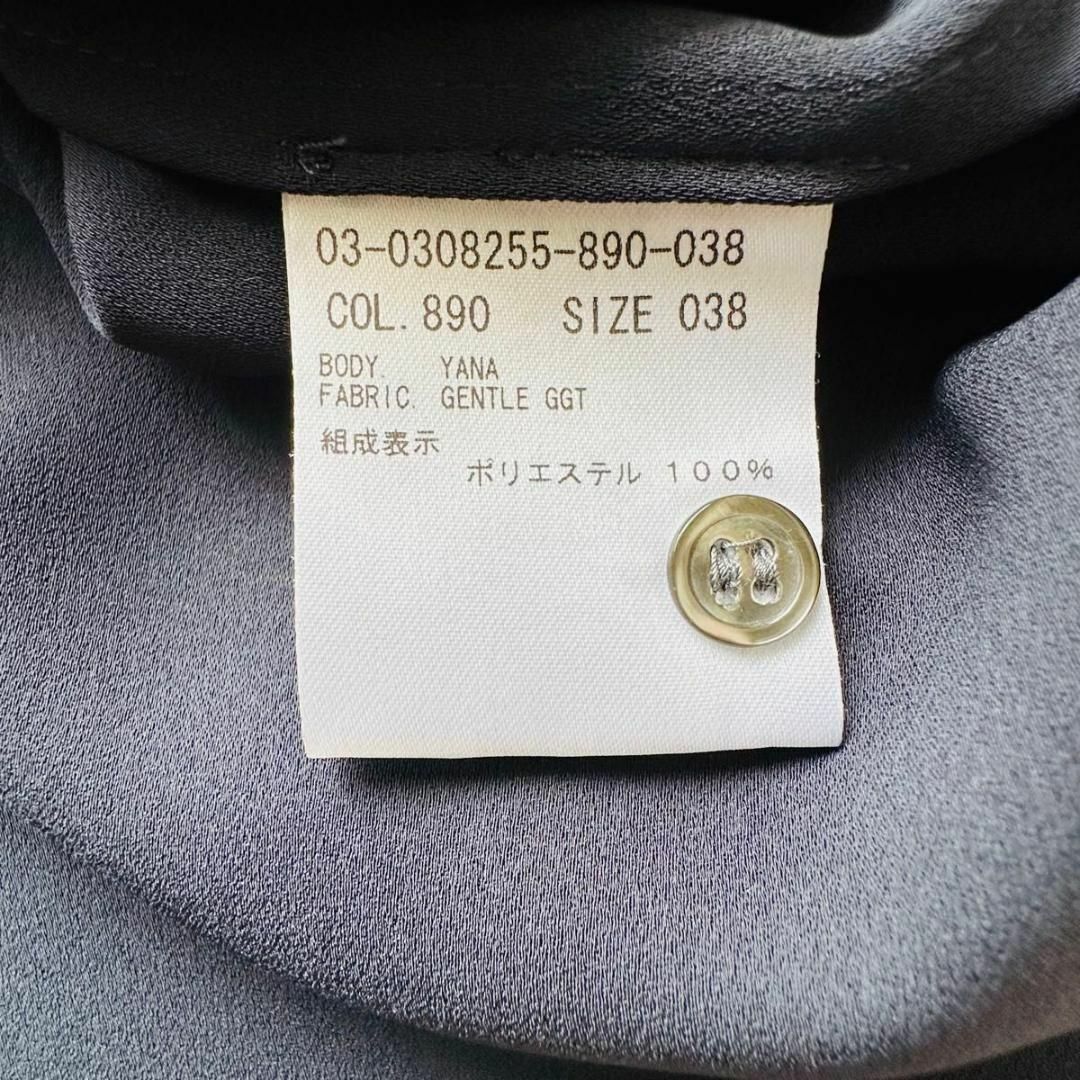 03-0308255-890-038
COL. 890 SIZE 038
BODY. YANA
FABRIC. GENTLE GGT
組成表示
ポリエステル 100%